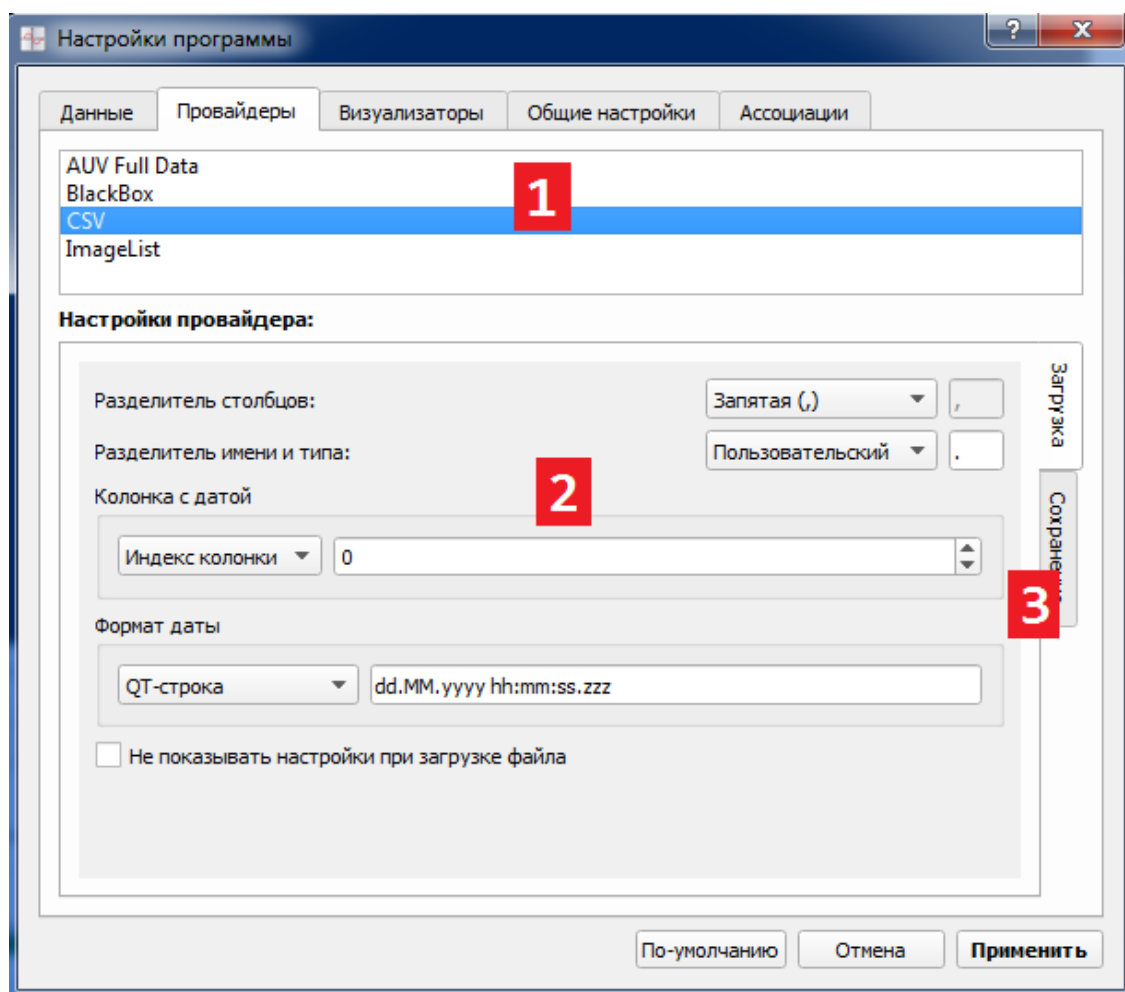 Настройки программы
Данные Провайдеры Визуализаторы Общие настройки Ассоциации
AUV Full Data
BlackBox
CSV
ImageList
1
Настройки провайдера:
Разделитель столбцов: Запятая (,) ,
Разделитель имени и типа: Пользовательский .
Колонка с датой
2
Индекс колонки 0
Формат даты
QT-строка dd.MM.yyyy hh:mm:ss.zzz
Не показывать настройки при загрузке файла
Загрузка
3
По-умолчанию Отмена Применить